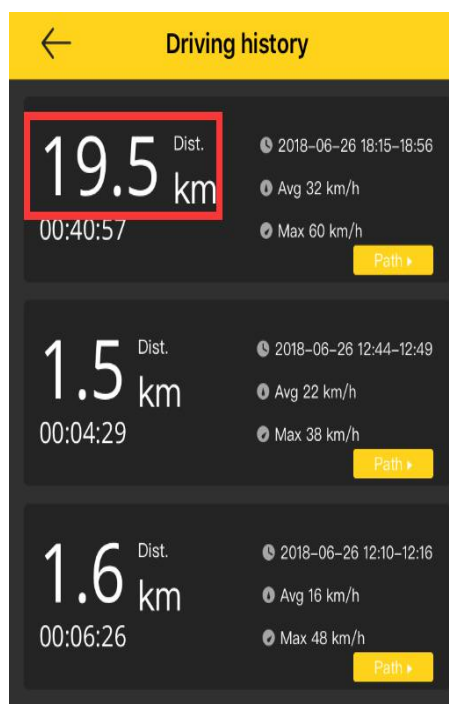 Driving history
19.5 Dist. km
00:40:57
2018-06-26 18:15-18:56
Avg 32 km/h
Max 60 km/h
Path
1.5 Dist. km
00:04:29
2018-06-26 12:44-12:49
Avg 22 km/h
Max 38 km/h
Path
1.6 Dist. km
00:06:26
2018-06-26 12:10-12:16
Avg 16 km/h
Max 48 km/h
Path